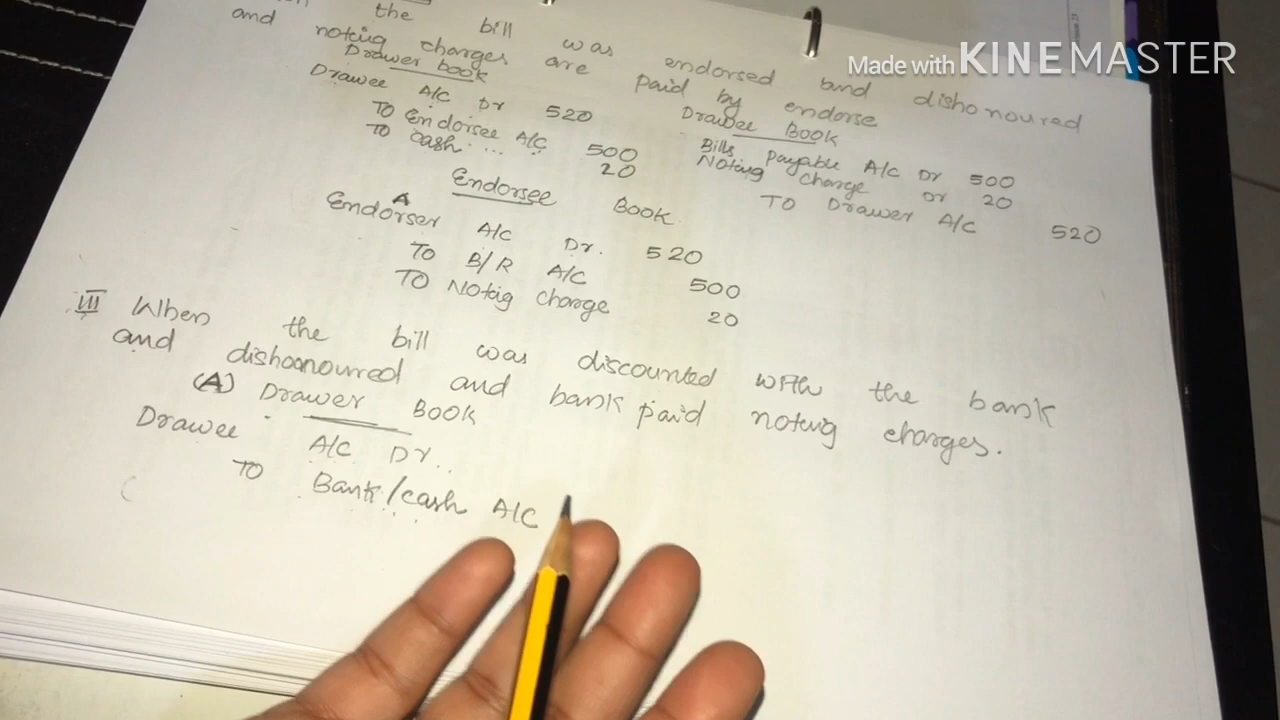 Made with KINEMASTER
the bill was endorsed and dishonoured
and noting charges are paid by endorse
Drawer book
Drawee A/C Dr 520
TO Endorsee A/C 500
TO cash.... 20
Drawee Book
Bills payable A/C Dr 500
Noting charge Dr 20
TO Drawer A/C 520
Endorsee Book
Endorser A/C Dr. 520
TO B/R A/C 500
TO Notig charge 20
III When the bill was discounted with the bank
and dishonoured and bank paid noting charges.
(A) Drawer Book
Drawee A/C Dr..
TO Bank/cash A/C